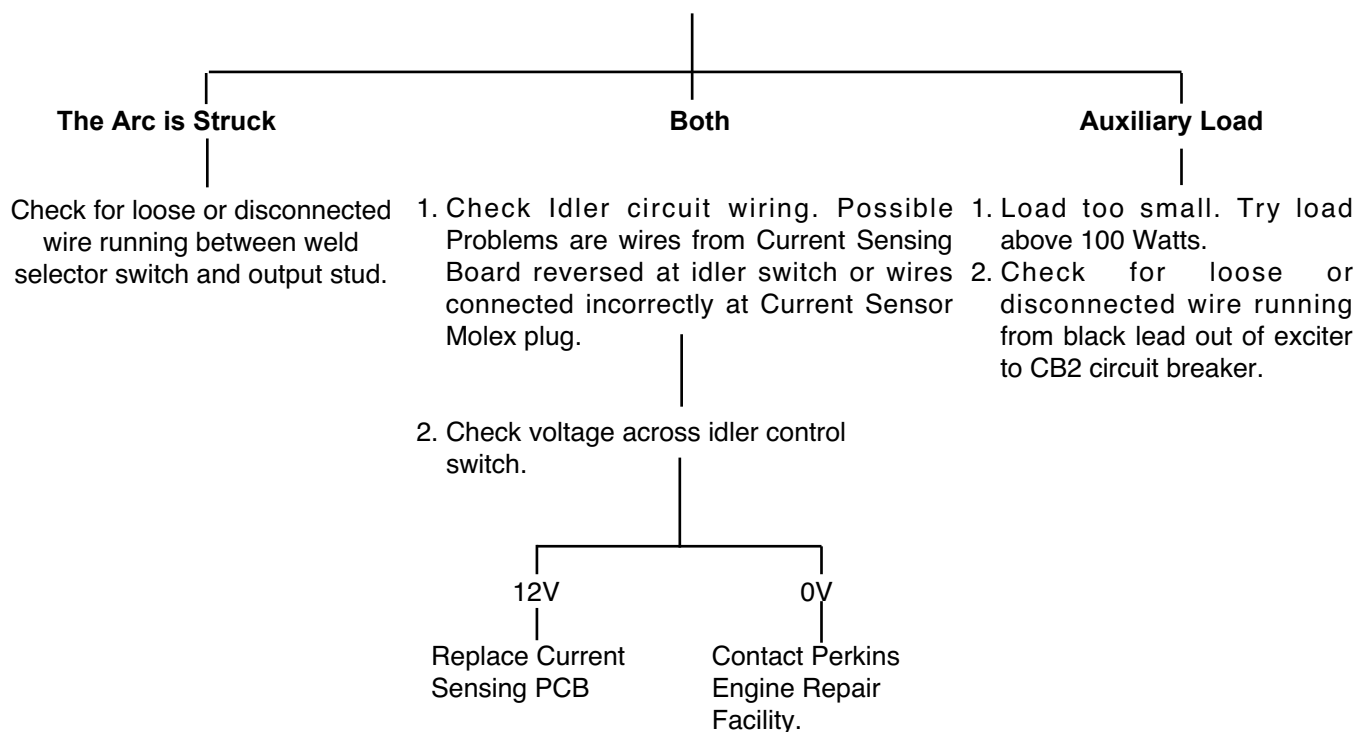 The Arc is Struck
Check for loose or disconnected
wire running between weld
selector switch and output stud.
Both
1. Check Idler circuit wiring. Possible
Problems are wires from Current Sensing
Board reversed at idler switch or wires
connected incorrectly at Current Sensor
Molex plug.
2. Check voltage across idler control
switch.
12V
Replace Current
Sensing PCB
0V
Contact Perkins
Engine Repair
Facility.
Auxiliary Load
1. Load too small. Try load
above 100 Watts.
2. Check for loose or
disconnected wire running
from black lead out of exciter
to CB2 circuit breaker.